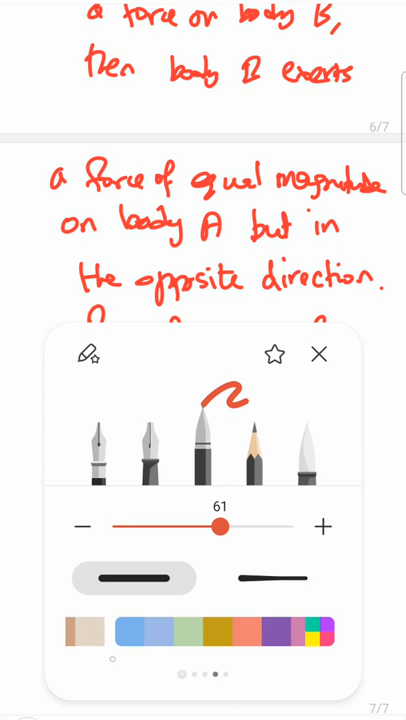 a force on body B,
then body B exerts
6/7
a force of equal magnitude
on body A but in
the opposite direction.
61
7/7